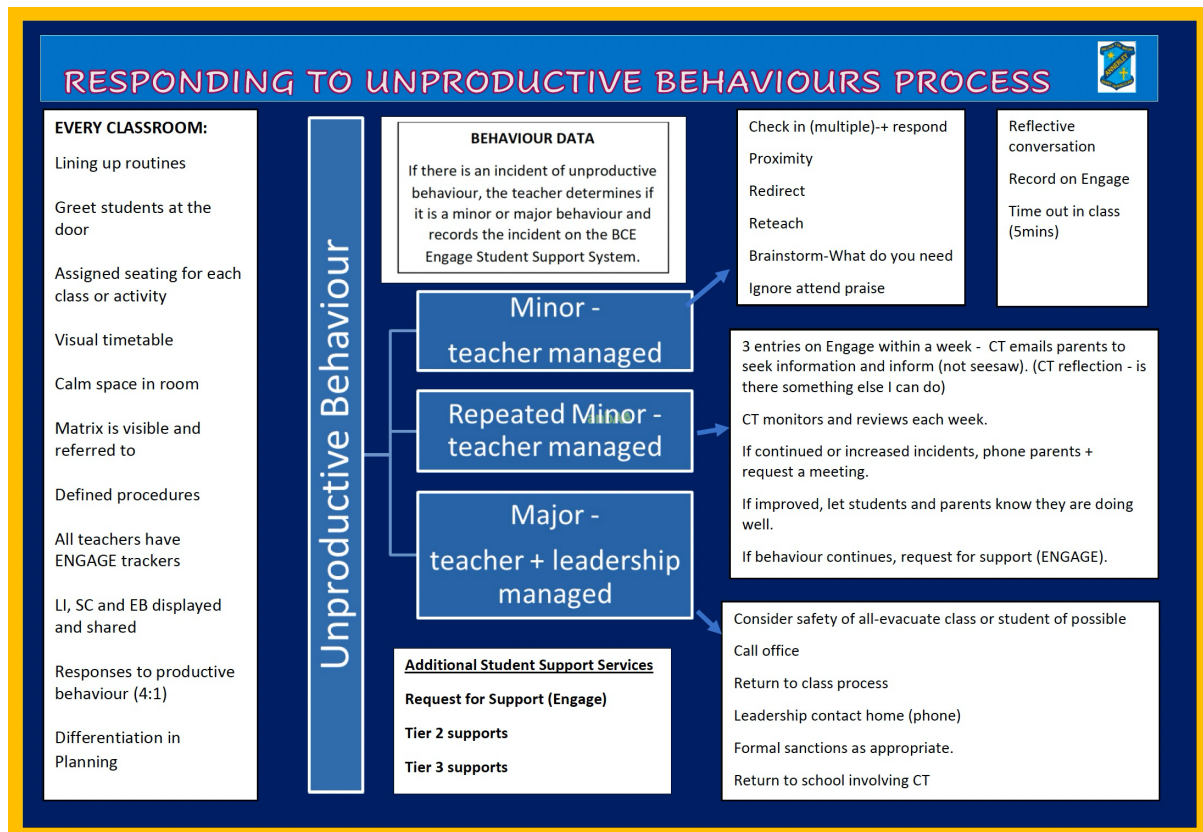 RESPONDING TO UNPRODUCTIVE BEHAVIOURS PROCESS
ANNERLEY
EVERY CLASSROOM:
Lining up routines
Greet students at the
door
Assigned seating for each
class or activity
Visual timetable
Calm space in room
Matrix is visible and
referred to
Defined procedures
All teachers have
ENGAGE trackers
LI, SC and EB displayed
and shared
Responses to productive
behaviour (4:1)
Differentiation in
Planning
Unproductive Behaviour
BEHAVIOUR DATA
If there is an incident of unproductive
behaviour, the teacher determines if
it is a minor or major behaviour and
records the incident on the BCE
Engage Student Support System.
Minor -
teacher managed
Repeated Minor -
teacher managed
Major -
teacher + leadership
managed
Additional Student Support Services
Request for Support (Engage)
Tier 2 supports
Tier 3 supports
Check in (multiple)-+ respond
Proximity
Redirect
Reteach
Brainstorm-What do you need
Ignore attend praise
Reflective
conversation
Record on Engage
Time out in class
(5mins)
3 entries on Engage within a week -  CT emails parents to
seek information and inform (not seesaw). (CT reflection - is
there something else I can do)
CT monitors and reviews each week.
If continued or increased incidents, phone parents +
request a meeting.
If improved, let students and parents know they are doing
well.
If behaviour continues, request for support (ENGAGE).
Consider safety of all-evacuate class or student of possible
Call office
Return to class process
Leadership contact home (phone)
Formal sanctions as appropriate.
Return to school involving CT